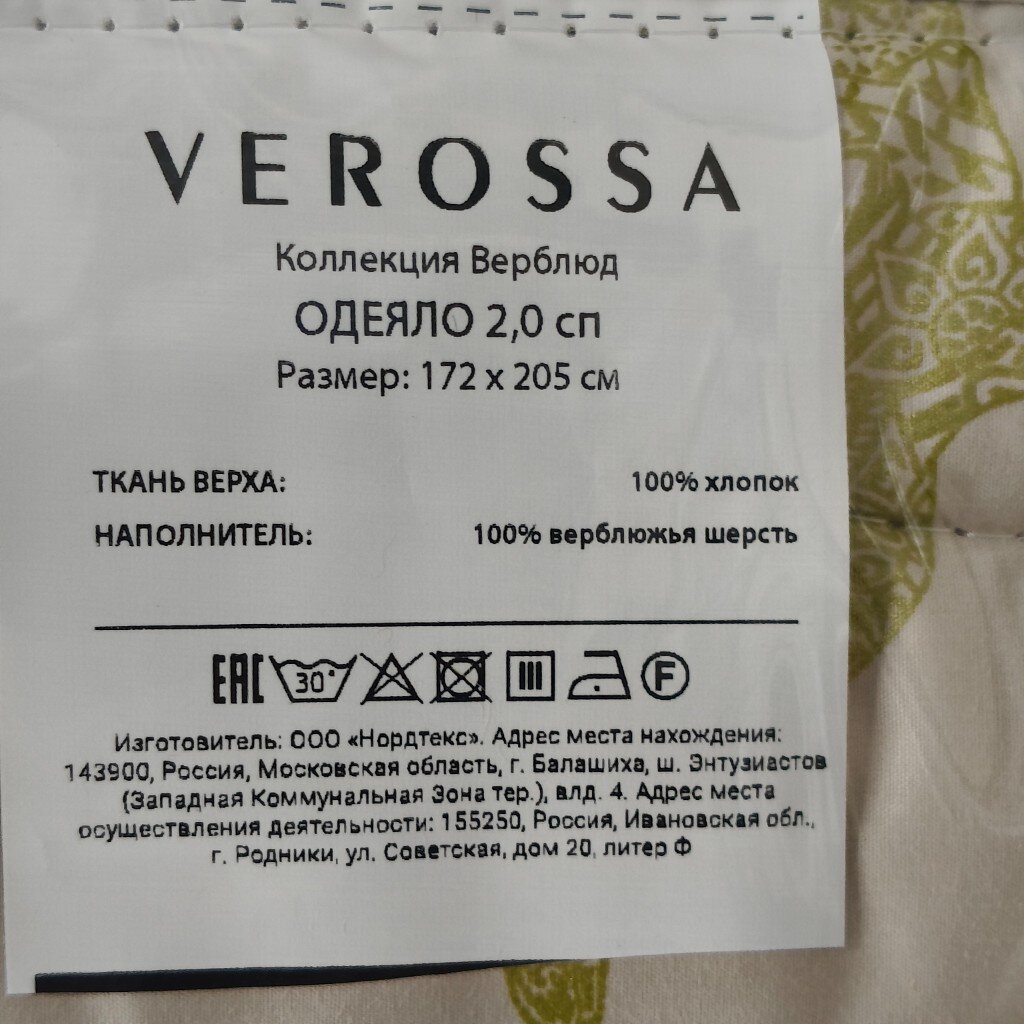 VEROSSA
Коллекция Верблюд
ОДЕЯЛО 2,0 сп
Размер: 172 x 205 см
ТКАНЬ ВЕРХА: 100% хлопок
НАПОЛНИТЕЛЬ: 100% верблюжья шерсть
EAC 30° F
Изготовитель: ООО «Нордтекс». Адрес места нахождения:
143900, Россия, Московская область, г. Балашиха, ш. Энтузиастов
(Западная Коммунальная Зона тер.), влд. 4. Адрес места
осуществления деятельности: 155250, Россия, Ивановская обл.,
г. Родники, ул. Советская, дом 20, литер Ф